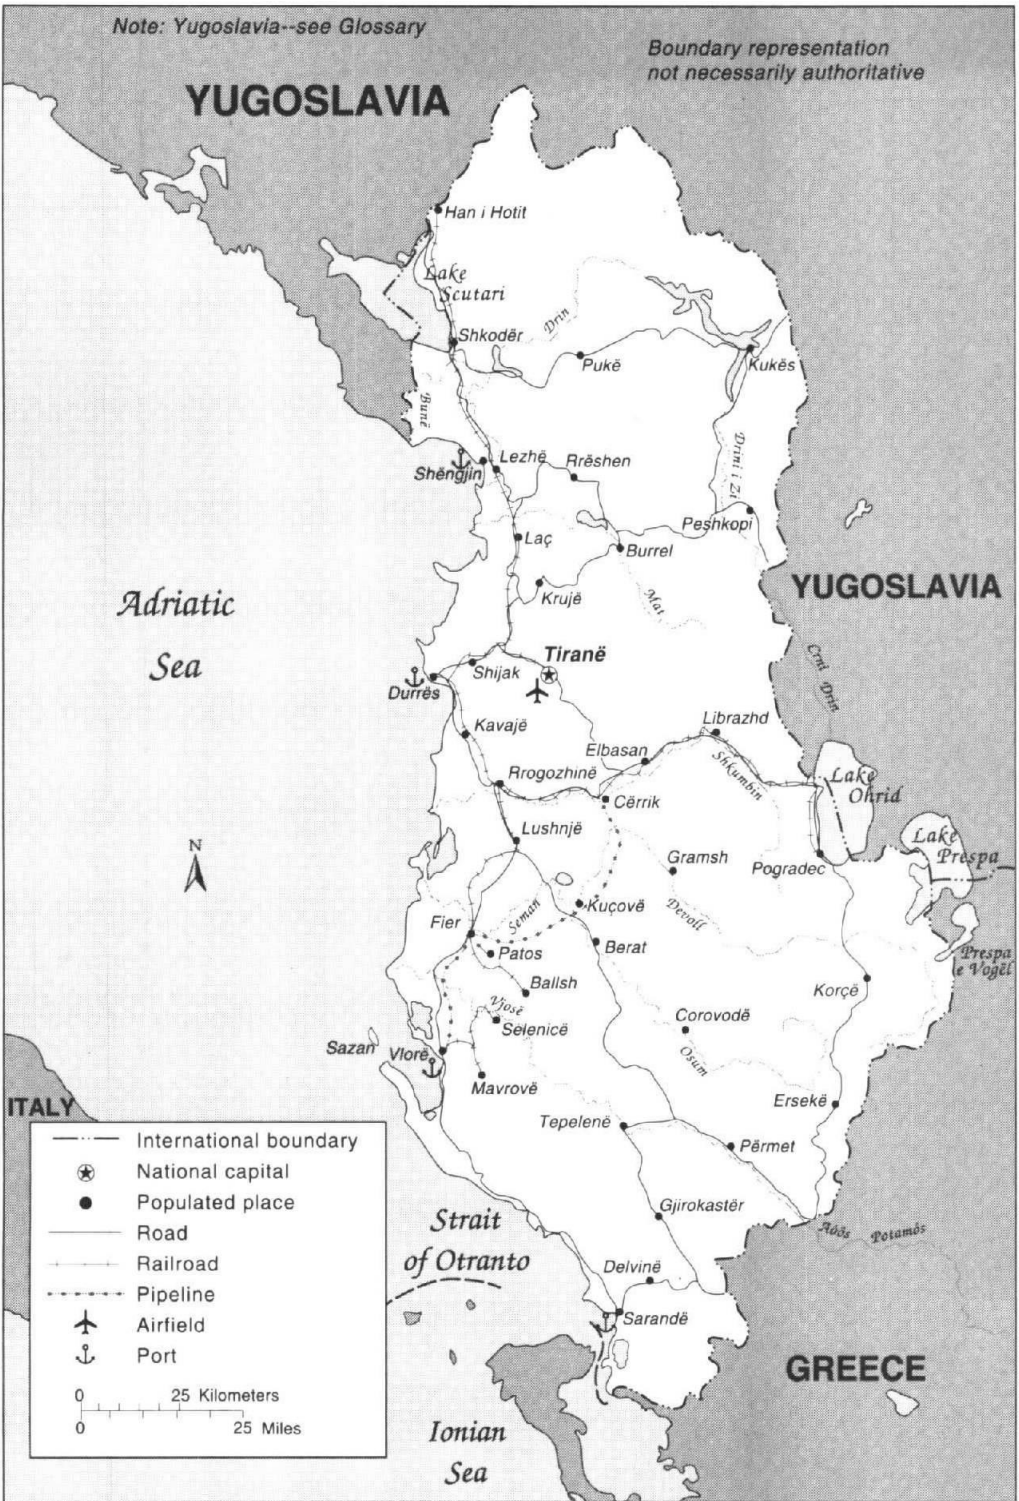 Note: Yugoslavia--see Glossary
Boundary representation
not necessarily authoritative
YUGOSLAVIA
Han i Hotit
Lake
Scutari
Drin
Shkodër
Pukë
Kukës
Bunë
Drini i Zi
Lezhë
Rrëshen
Shëngjin
Peshkopi
Laç
Burrel
YUGOSLAVIA
Adriatic
Sea
Krujë
Mat
Tiranë
Crni Drin
Shijak
Durrës
Librazhd
Kavajë
Elbasan
Shkumbin
Lake
Ohrid
Rrogozhinë
Cërrik
Lushnjë
Lake
Prespa
N
Gramsh
Pogradec
Kuçovë
Seman
Devoll
Fier
Berat
Patos
Prespa
e Vogël
Ballsh
Korçë
Vjosë
Selenicë
Corovodë
Sazan
Vlorë
Osum
Mavrovë
Ersekë
ITALY
Tepelenë
Përmet
International boundary
National capital
Populated place
Road
Railroad
Pipeline
Airfield
Port
0 25 Kilometers
0 25 Miles
Gjirokastër
Strait
of Otranto
Aóös Potamós
Delvinë
Sarandë
GREECE
Ionian
Sea